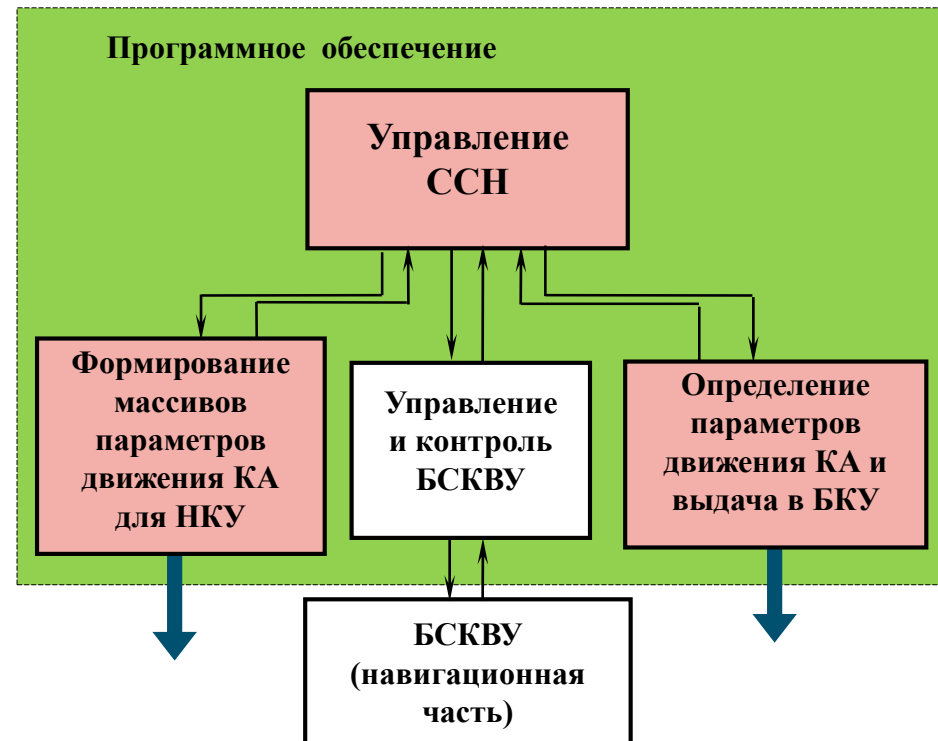 Программное обеспечение
Управление
ССН
Формирование
массивов
параметров
движения КА
для НКУ
Управление
и контроль
БСКВУ
Определение
параметров
движения КА и
выдача в БКУ
БСКВУ
(навигационная
часть)